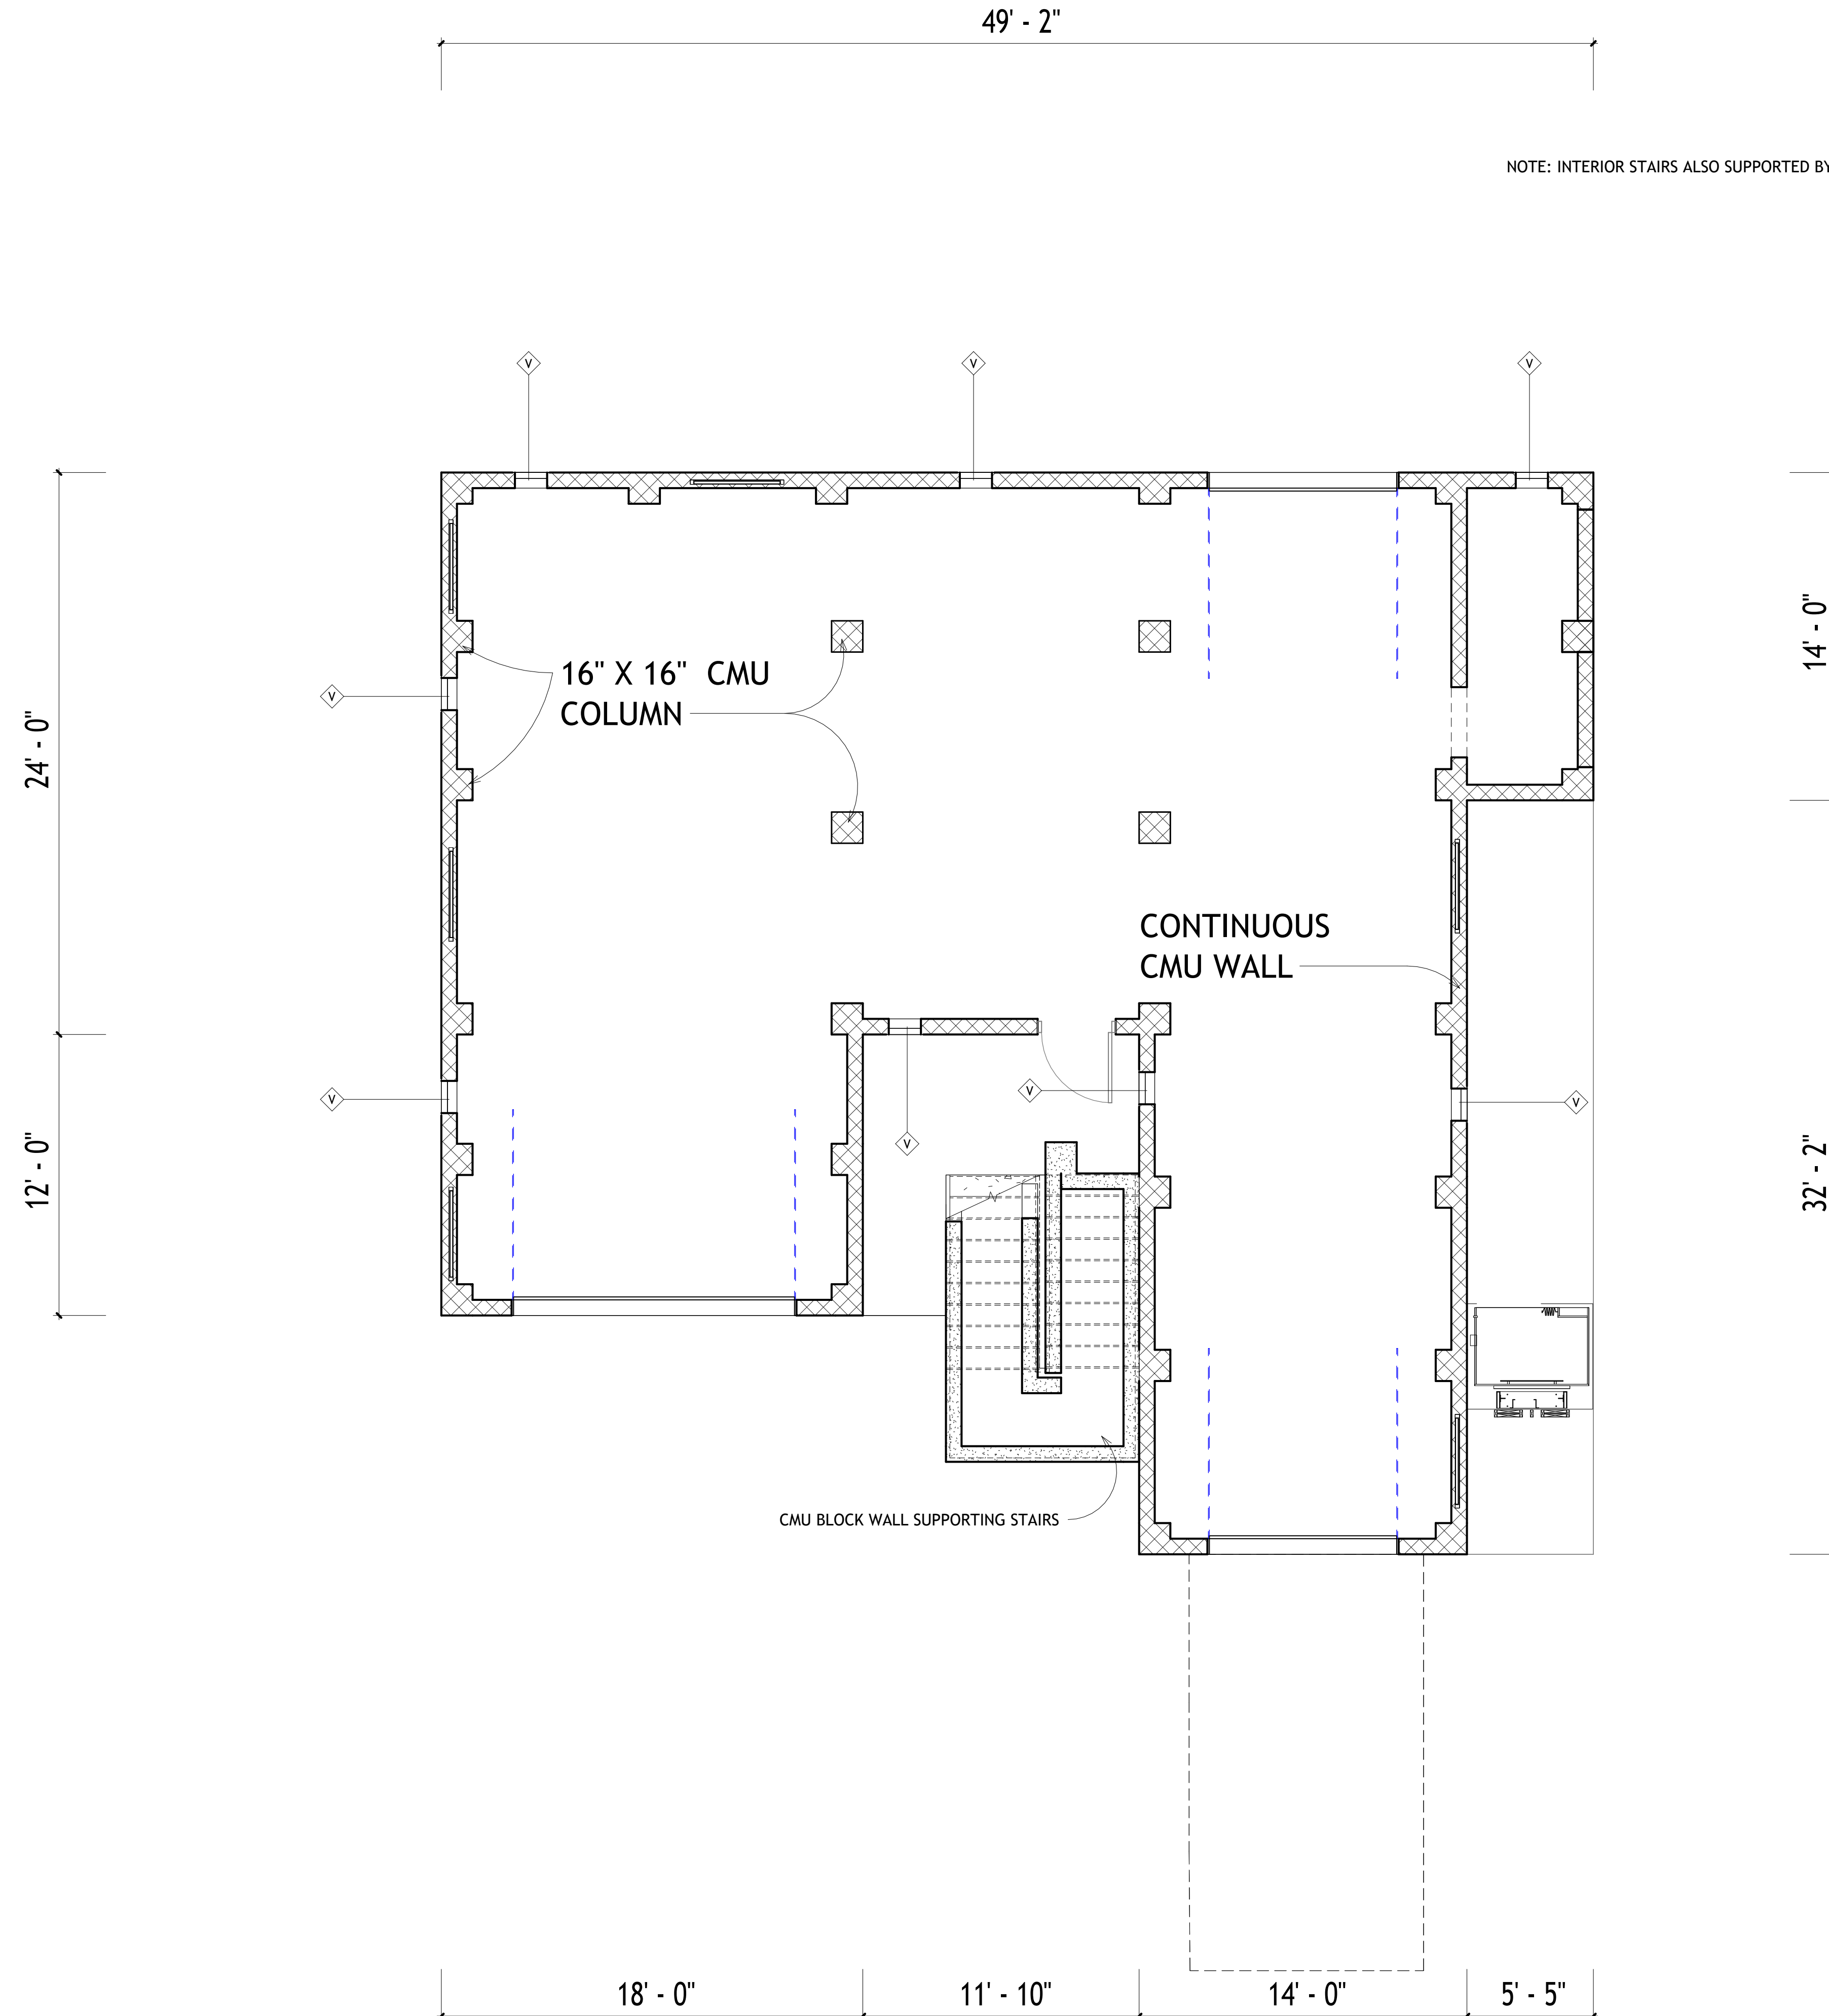 49' - 2"
NOTE: INTERIOR STAIRS ALSO SUPPORTED BY
V
V
V
14' - 0"
16" X 16" CMU
COLUMN
V
24' - 0"
CONTINUOUS
CMU WALL
V
V
V
V
12' - 0"
32' - 2"
CMU BLOCK WALL SUPPORTING STAIRS
18' - 0"
11' - 10"
14' - 0"
5' - 5"